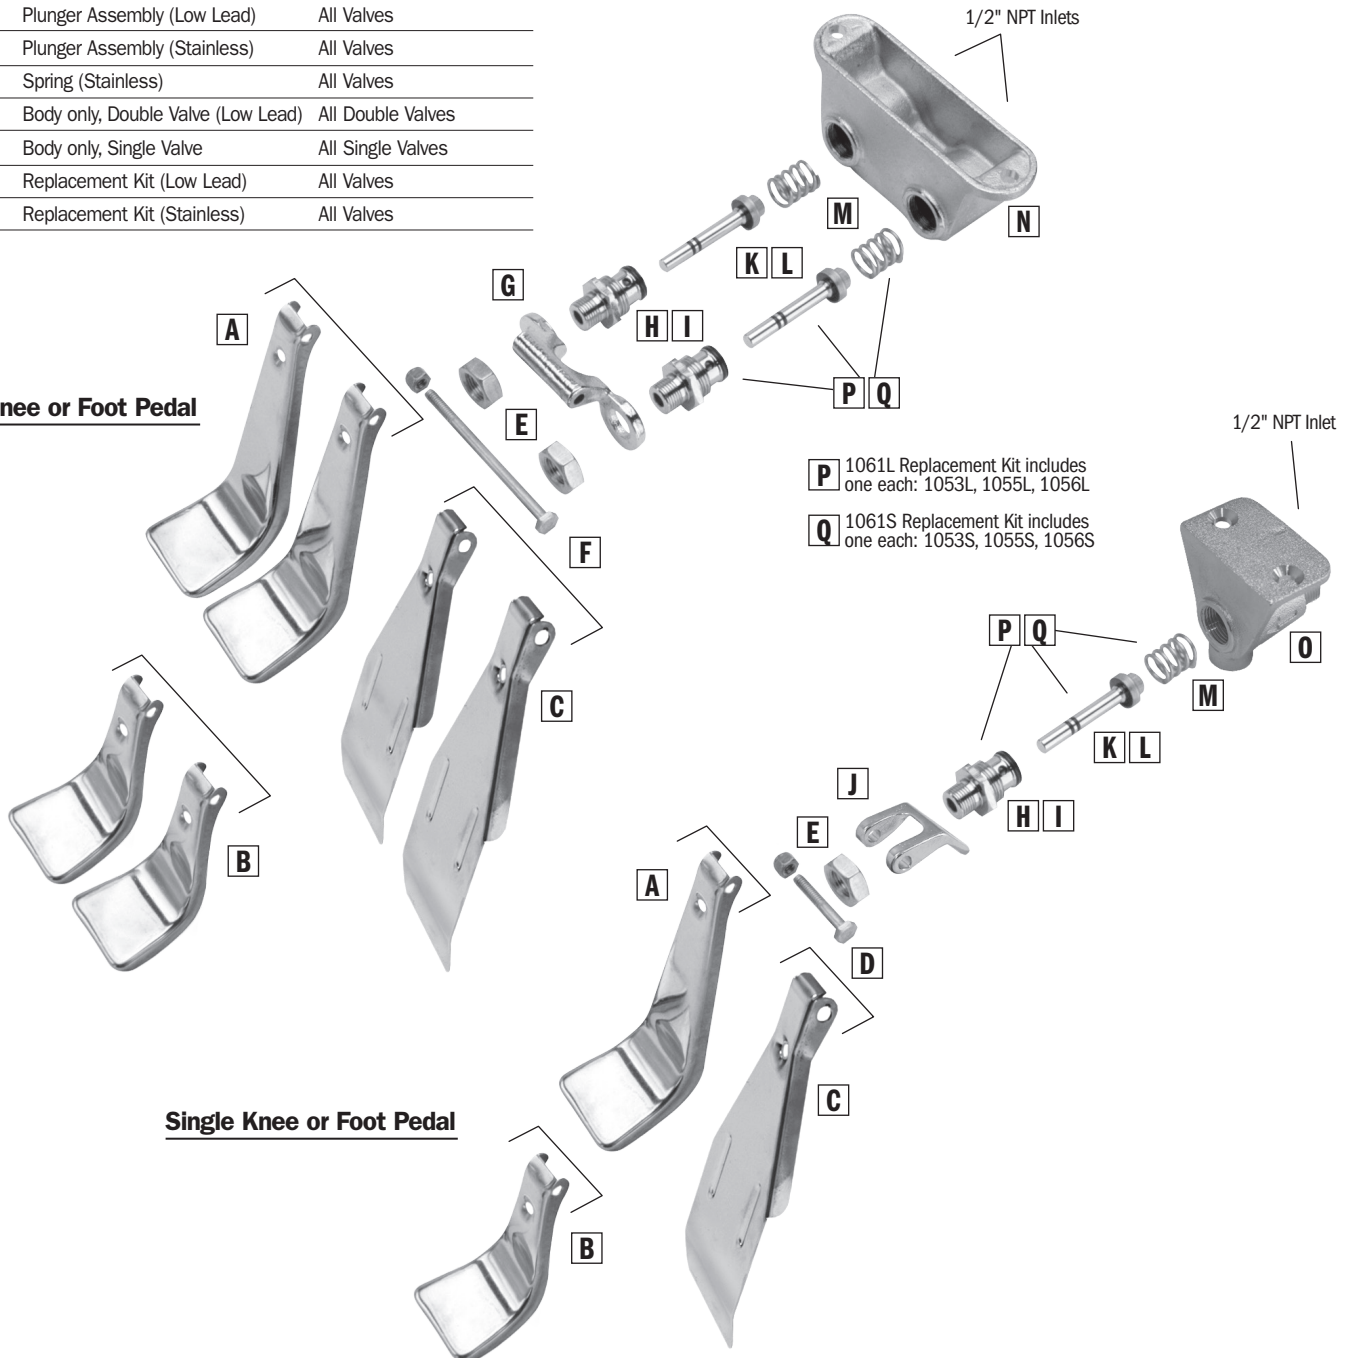 Plunger Assembly (Low Lead) All Valves
Plunger Assembly (Stainless) All Valves
Spring (Stainless) All Valves
Body only, Double Valve (Low Lead) All Double Valves
Body only, Single Valve All Single Valves
Replacement Kit (Low Lead) All Valves
Replacement Kit (Stainless) All Valves
1/2" NPT Inlets
M
N
K L
G
H I
A
E
P Q
nee or Foot Pedal
1/2" NPT Inlet
P 1061L Replacement Kit includes
one each: 1053L, 1055L, 1056L
Q 1061S Replacement Kit includes
one each: 1053S, 1055S, 1056S
F
P Q
O
M
C
K L
J
H I
E
B
A
D
C
Single Knee or Foot Pedal
B